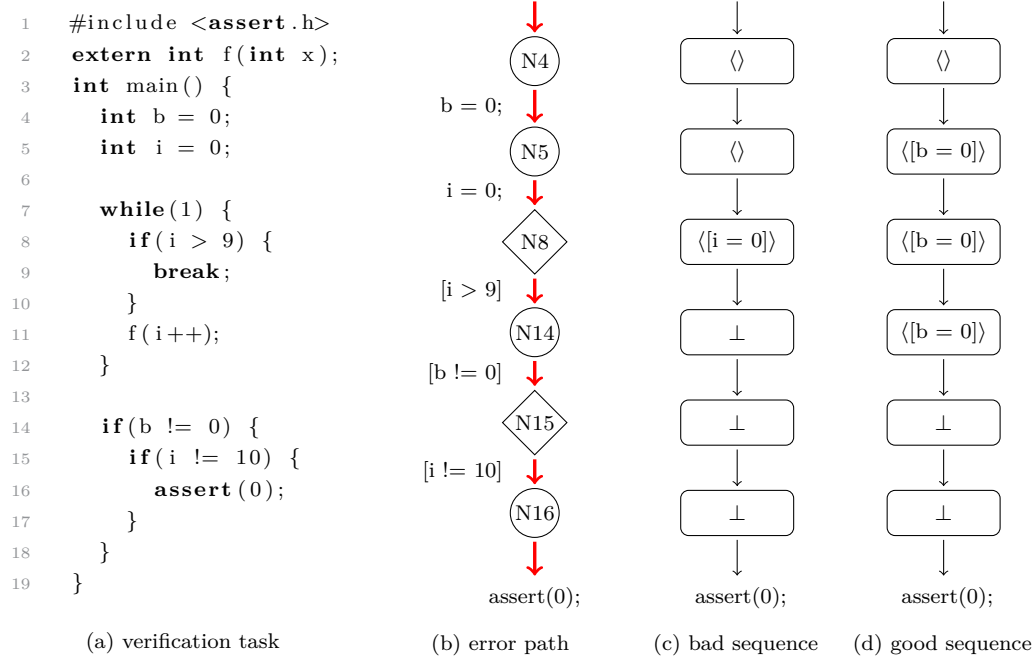 1 #include <assert.h>
2 extern int f(int x);
3 int main() {
4 int b = 0;
5 int i = 0;
6
7 while(1) {
8 if(i > 9) {
9 break;
10 }
11 f(i++);
12 }
13
14 if(b != 0) {
15 if(i != 10) {
16 assert(0);
17 }
18 }
19 }
(a) verification task
N4
b = 0;
N5
i = 0;
N8
[i > 9]
N14
[b != 0]
N15
[i != 10]
N16
assert(0);
(b) error path
⟨⟩
⟨⟩
⟨[i = 0]⟩
⊥
⊥
⊥
assert(0);
(c) bad sequence
⟨⟩
⟨[b = 0]⟩
⟨[b = 0]⟩
⟨[b = 0]⟩
⊥
⊥
assert(0);
(d) good sequence